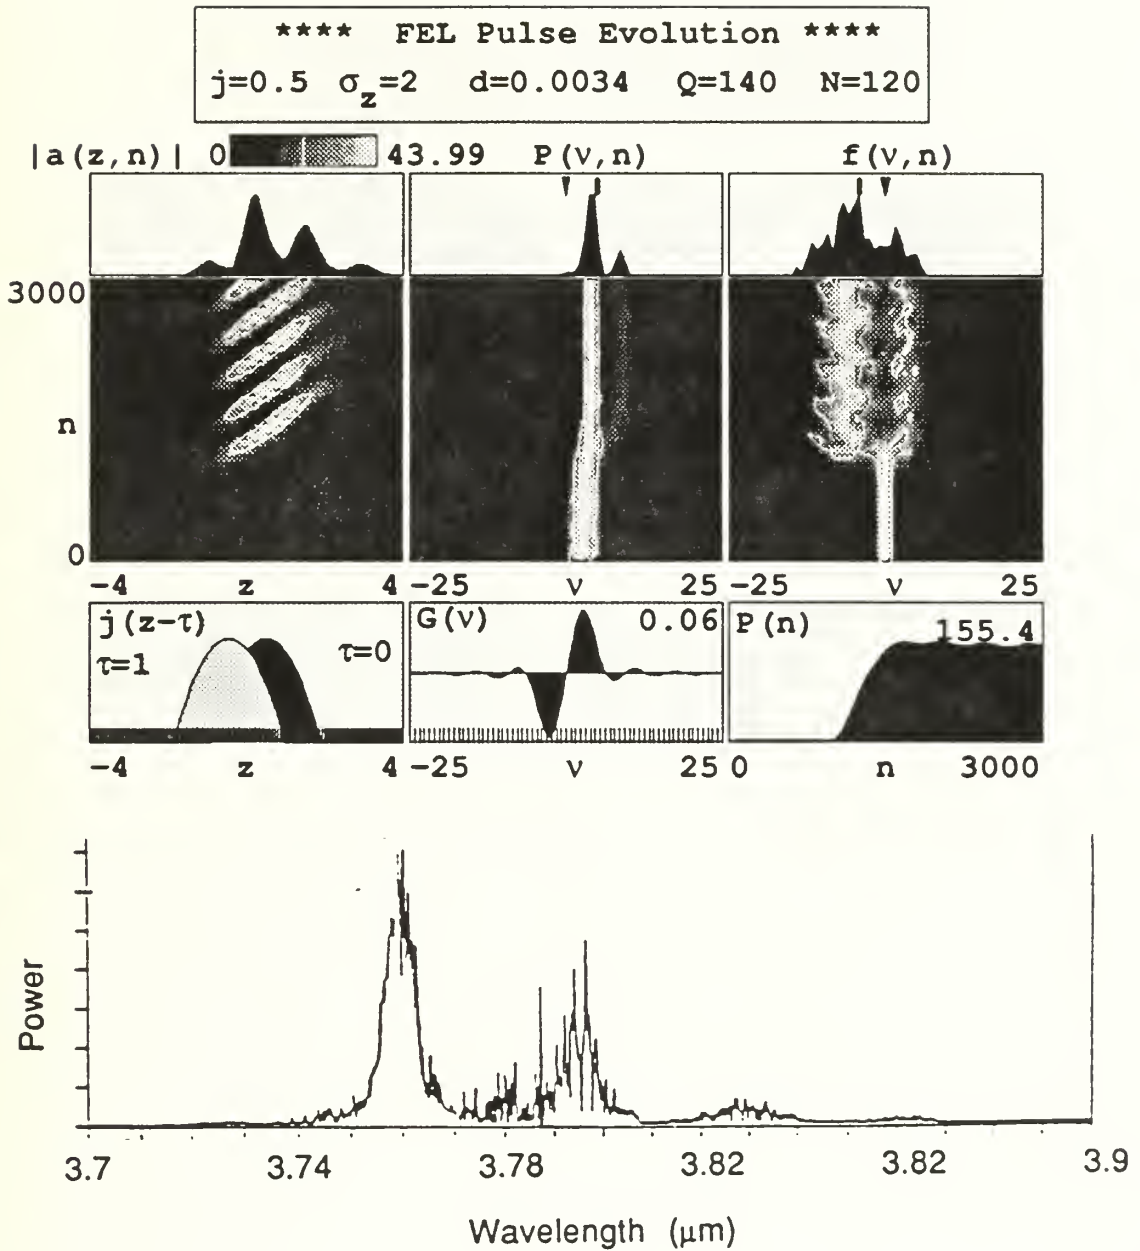 **** FEL Pulse Evolution ****
j=0.5 σz=2 d=0.0034 Q=140 N=120
|a(z,n)| 0 43.99 P(ν,n) f(ν,n)
3000
n
0
-4 z 4 -25 ν 25 -25 ν 25
j(z-τ) G(ν) 0.06 P(n) 155.4
τ=1 τ=0
-4 z 4 -25 ν 25 0 n 3000
Power
3.7 3.74 3.78 3.82 3.82 3.9
Wavelength (μm)